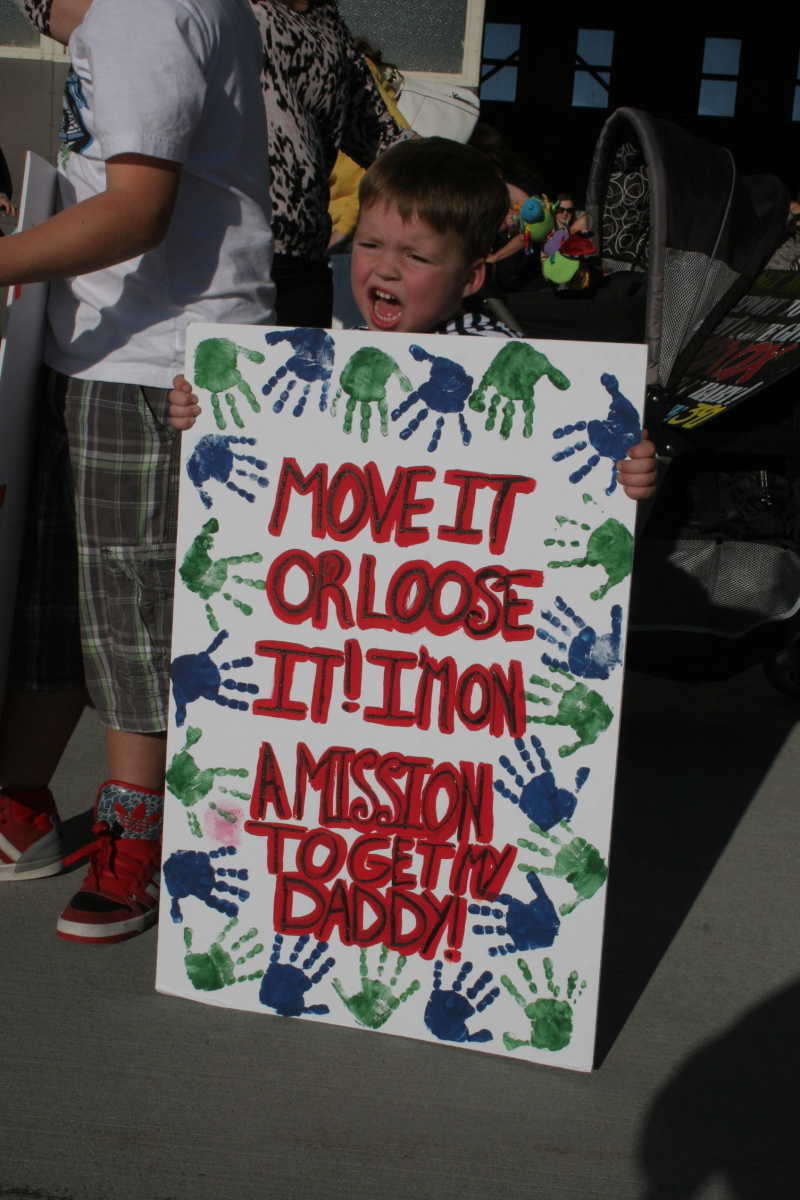 MOVE IT
OR LOOSE
IT! I'M ON
A MISSION
TO GET MY
DADDY!